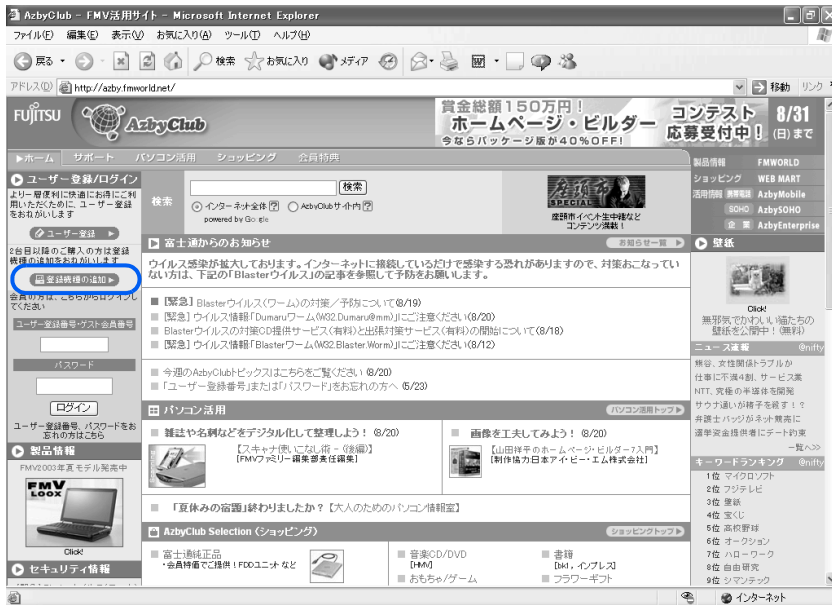 AzbyClub - FMV活用サイト - Microsoft Internet Explorer
ファイル(F) 編集(E) 表示(V) お気に入り(A) ツール(T) ヘルプ(H)
戻る 検索 お気に入り メディア
アドレス(D) http://azby.fmworld.net/ 移動 リンク
FUJITSU
AzbyClub
賞金総額150万円!
ホームページ・ビルダー
今ならパッケージ版が40%OFF!
コンテスト
応募受付中!
8/31
(日)まで
ホーム サポート パソコン活用 ショッピング 会員特典
製品情報 FMWORLD
ショッピング WEB MART
活用情報 携帯電話 AzbyMobile
SOHO AzbySOHO
企業 AzbyEnterprise
ユーザー登録/ログイン
より一層便利に快適にお得にご利
用いただくために、ユーザー登録
をおねがいします
ユーザー登録
2台目以降のご購入の方は登録
機種の追加をおねがいします
登録機種の追加
会員の方は、こちらからログインし
てください
ユーザー登録番号・ゲスト会員番号
パスワード
ログイン
ユーザー登録番号、パスワードをお
忘れの方はこちら
製品情報
FMV2003年夏モデル発売中
FMV
LOOX
Click!
セキュリティ情報
検索
検索
インターネット全体 AzbyClubサイト内
powered by Google
座頭市
SPECIAL
座頭市イベント生中継など
コンテンツ満載!
富士通からのお知らせ
お知らせ一覧
ウイルス感染が拡大しております。インターネットに接続しているだけで感染する恐れがありますので、対策おこなってい
ない方は、下記の「Blasterウイルス」の記事を参照して予防をお願いします。
[緊急] Blasterウイルス(ワーム)の対策/予防について(8/19)
[緊急] ウイルス情報「Dumaruワーム(W32.Dumaru@mm)」にご注意ください(8/20)
Blasterウイルスの対策CD提供サービス(有料)と出張対策サービス(有料)の開始について(8/18)
[緊急] ウイルス情報「Blasterワーム(W32.Blaster.Worm)」にご注意ください(8/12)
今週のAzbyClubトピックスはこちらをご覧ください (8/20)
「ユーザー登録番号」または「パスワード」をお忘れの方へ (5/23)
パソコン活用
パソコン活用トップ
雑誌や名刺などをデジタル化して整理しよう! (8/20)
【スキャナ使いこなし術 - (後編)】
[FMVファミリー編集部責任編集]
画像を工夫してみよう! (8/20)
【山田祥平のホームページ・ビルダー7入門】
[制作協力日本アイ・ビー・エム株式会社]
「夏休みの宿題」終わりましたか? 【大人のためのパソコン情報室】
AzbyClub Selection (ショッピング)
ショッピングトップ
富士通純正品
・会員特価でご提供!FDDユニットなど
音楽CD/DVD
[HMV]
おもちゃ/ゲーム
書籍
[bk1, インプレス]
フラワーギフト
壁紙
Click!
無邪気でかわいい猫たちの
壁紙を公開中!(無料)
ニュース速報 @nifty
熊谷、女性関係トラブルか
仕事に不満4割、サービス業
NTT、究極の半導体を開発
サウナ通いが精子を殺す!?
弁護士バッジがネット競売に
選挙資金提供者にデート約束
一覧へ>>
キーワードランキング @nifty
1位 マイクロソフト
2位 フジテレビ
3位 壁紙
4位 宝くじ
5位 高校野球
6位 オークション
7位 ハローワーク
8位 自由研究
9位 シマンテック
インターネット